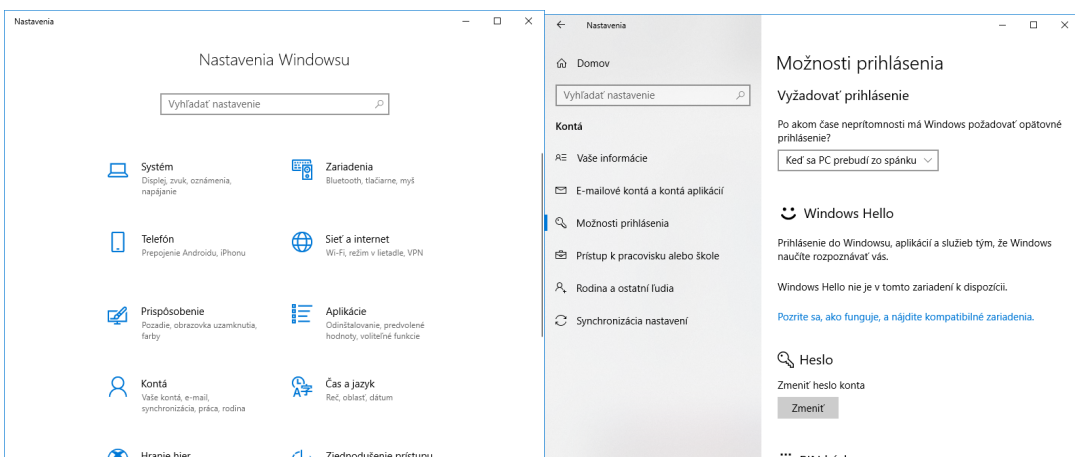 Nastavenia
Nastavenia Windowsu
Vyhľadať nastavenie
Systém
Displej, zvuk, oznámenia,
napájanie
Zariadenia
Bluetooth, tlačiarne, myš
Telefón
Prepojenie Androidu, iPhonu
Sieť a internet
Wi-Fi, režim v lietadle, VPN
Prispôsobenie
Pozadie, obrazovka uzamknutia,
farby
Aplikácie
Odinštalovanie, predvolené
hodnoty, voliteľné funkcie
Kontá
Vaše kontá, e-mail,
synchronizácia, práca, rodina
Čas a jazyk
Reč, oblasť, dátum
Hranie hier
Zjednodušenie prístupu
Nastavenia
Domov
Vyhľadať nastavenie
Kontá
Vaše informácie
E-mailové kontá a kontá aplikácií
Možnosti prihlásenia
Prístup k pracovisku alebo škole
Rodina a ostatní ľudia
Synchronizácia nastavení
Možnosti prihlásenia
Vyžadovať prihlásenie
Po akom čase neprítomnosti má Windows požadovať opätovné
prihlásenie?
Keď sa PC prebudí zo spánku
Windows Hello
Prihlásenie do Windowsu, aplikácií a služieb tým, že Windows
naučíte rozpoznávať vás.
Windows Hello nie je v tomto zariadení k dispozícii.
Pozrite sa, ako funguje, a nájdite kompatibilné zariadenia.
Heslo
Zmeniť heslo konta
Zmeniť